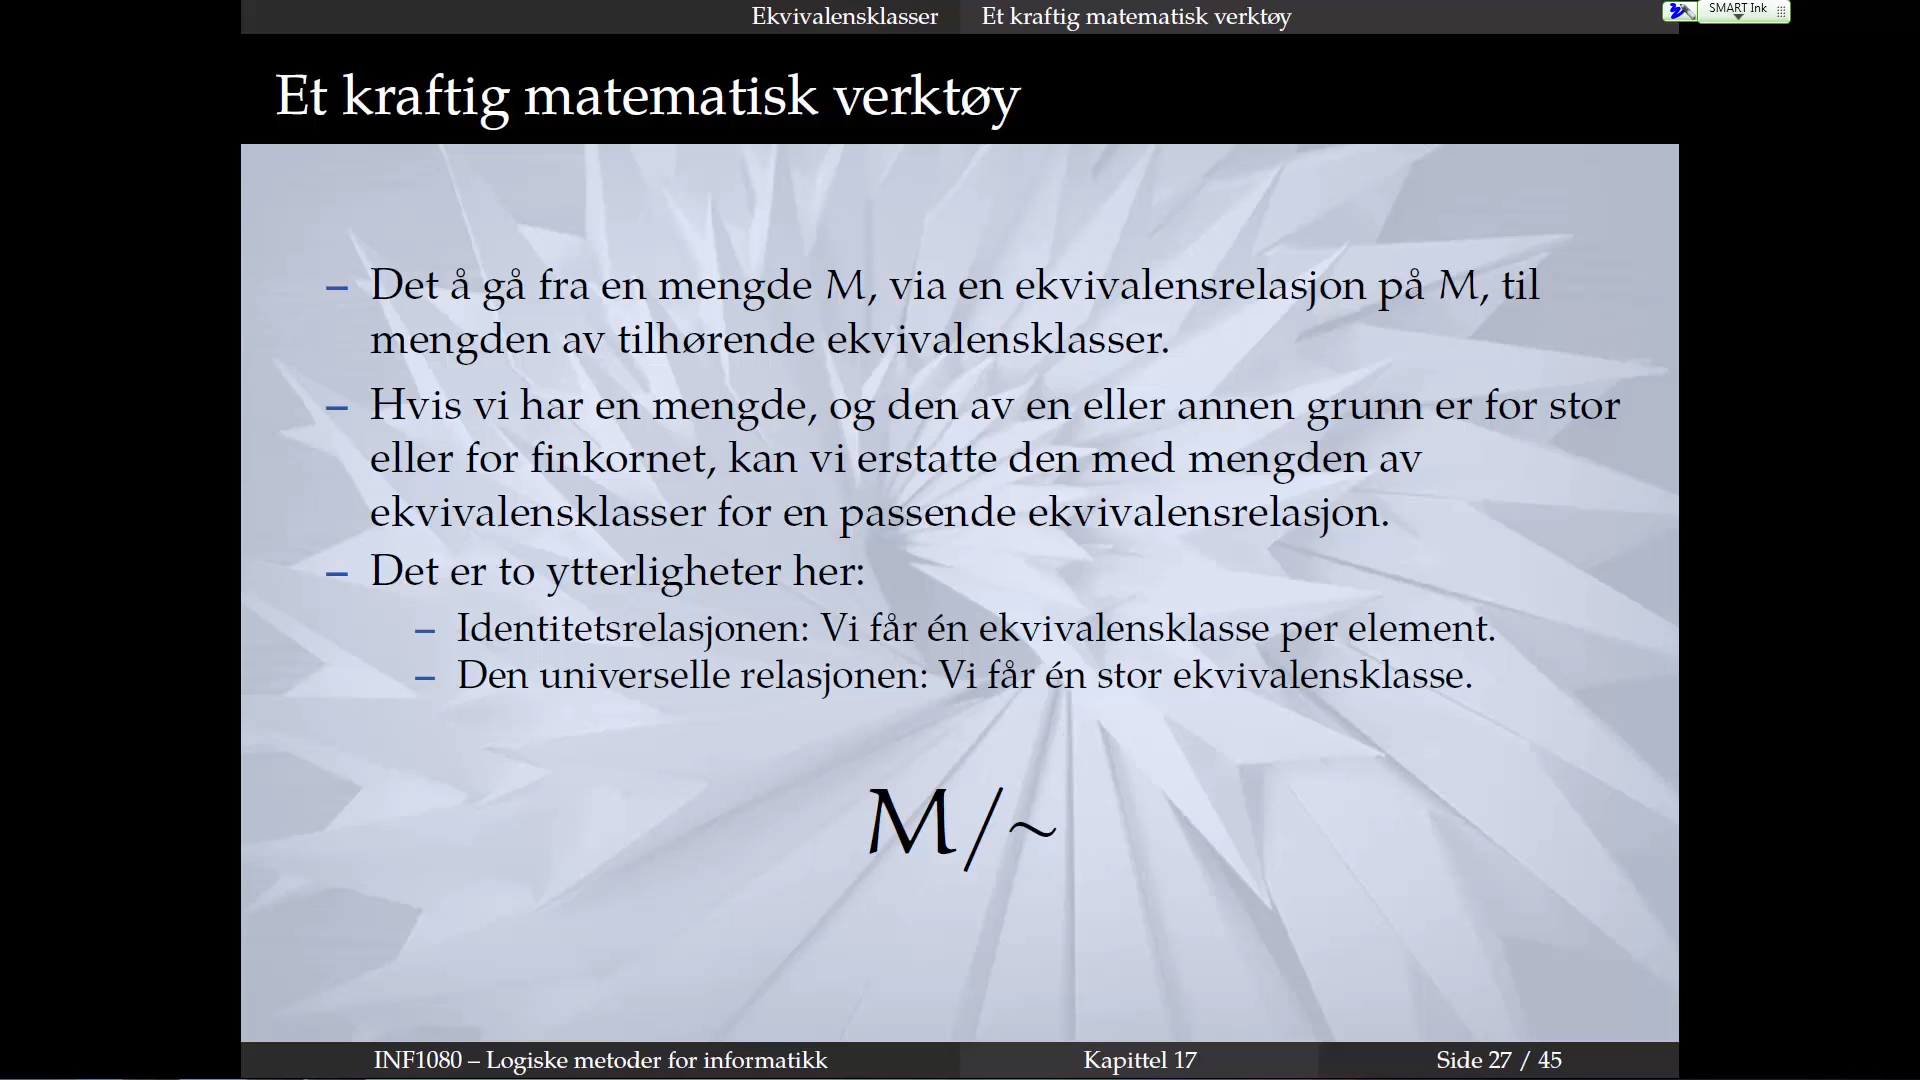 Ekvivalensklasser Et kraftig matematisk verktøy
SMART Ink
Et kraftig matematisk verktøy
– Det å gå fra en mengde M, via en ekvivalensrelasjon på M, til
mengden av tilhørende ekvivalensklasser.
– Hvis vi har en mengde, og den av en eller annen grunn er for stor
eller for finkornet, kan vi erstatte den med mengden av
ekvivalensklasser for en passende ekvivalensrelasjon.
– Det er to ytterligheter her:
– Identitetsrelasjonen: Vi får én ekvivalensklasse per element.
– Den universelle relasjonen: Vi får én stor ekvivalensklasse.
M/∼
INF1080 – Logiske metoder for informatikk Kapittel 17 Side 27 / 45